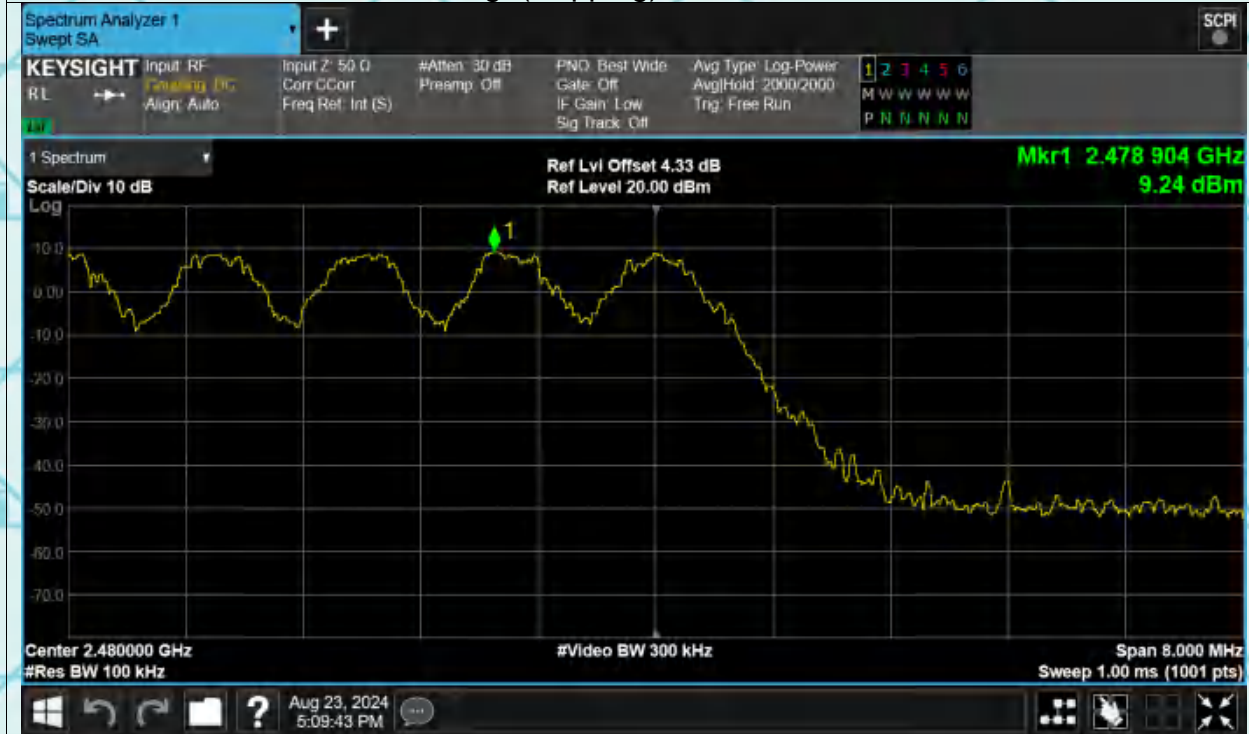 Spectrum Analyzer 1
Swept SA
+
SCPI
KEYSIGHT
RL
Input: RF
Coupling: DC
Align: Auto
Input Z: 50 Ω
Corr CCorr
Freq Ref: Int (S)
#Atten: 30 dB
Preamp: Off
PNO: Best Wide
Gate: Off
IF Gain: Low
Sig Track: Off
Avg Type: Log-Power
Avg|Hold: 2000/2000
Trig: Free Run
1 2 3 4 5 6
M W W W W W
P N N N N N
1 Spectrum
Scale/Div 10 dB
Log
Ref Lvl Offset 4.33 dB
Ref Level 20.00 dBm
Mkr1 2.478 904 GHz
9.24 dBm
1
10.0
0.00
-10.0
-20.0
-30.0
-40.0
-50.0
-60.0
-70.0
Center 2.480000 GHz
#Res BW 100 kHz
#Video BW 300 kHz
Span 8.000 MHz
Sweep 1.00 ms (1001 pts)
?
Aug 23, 2024
5:09:43 PM